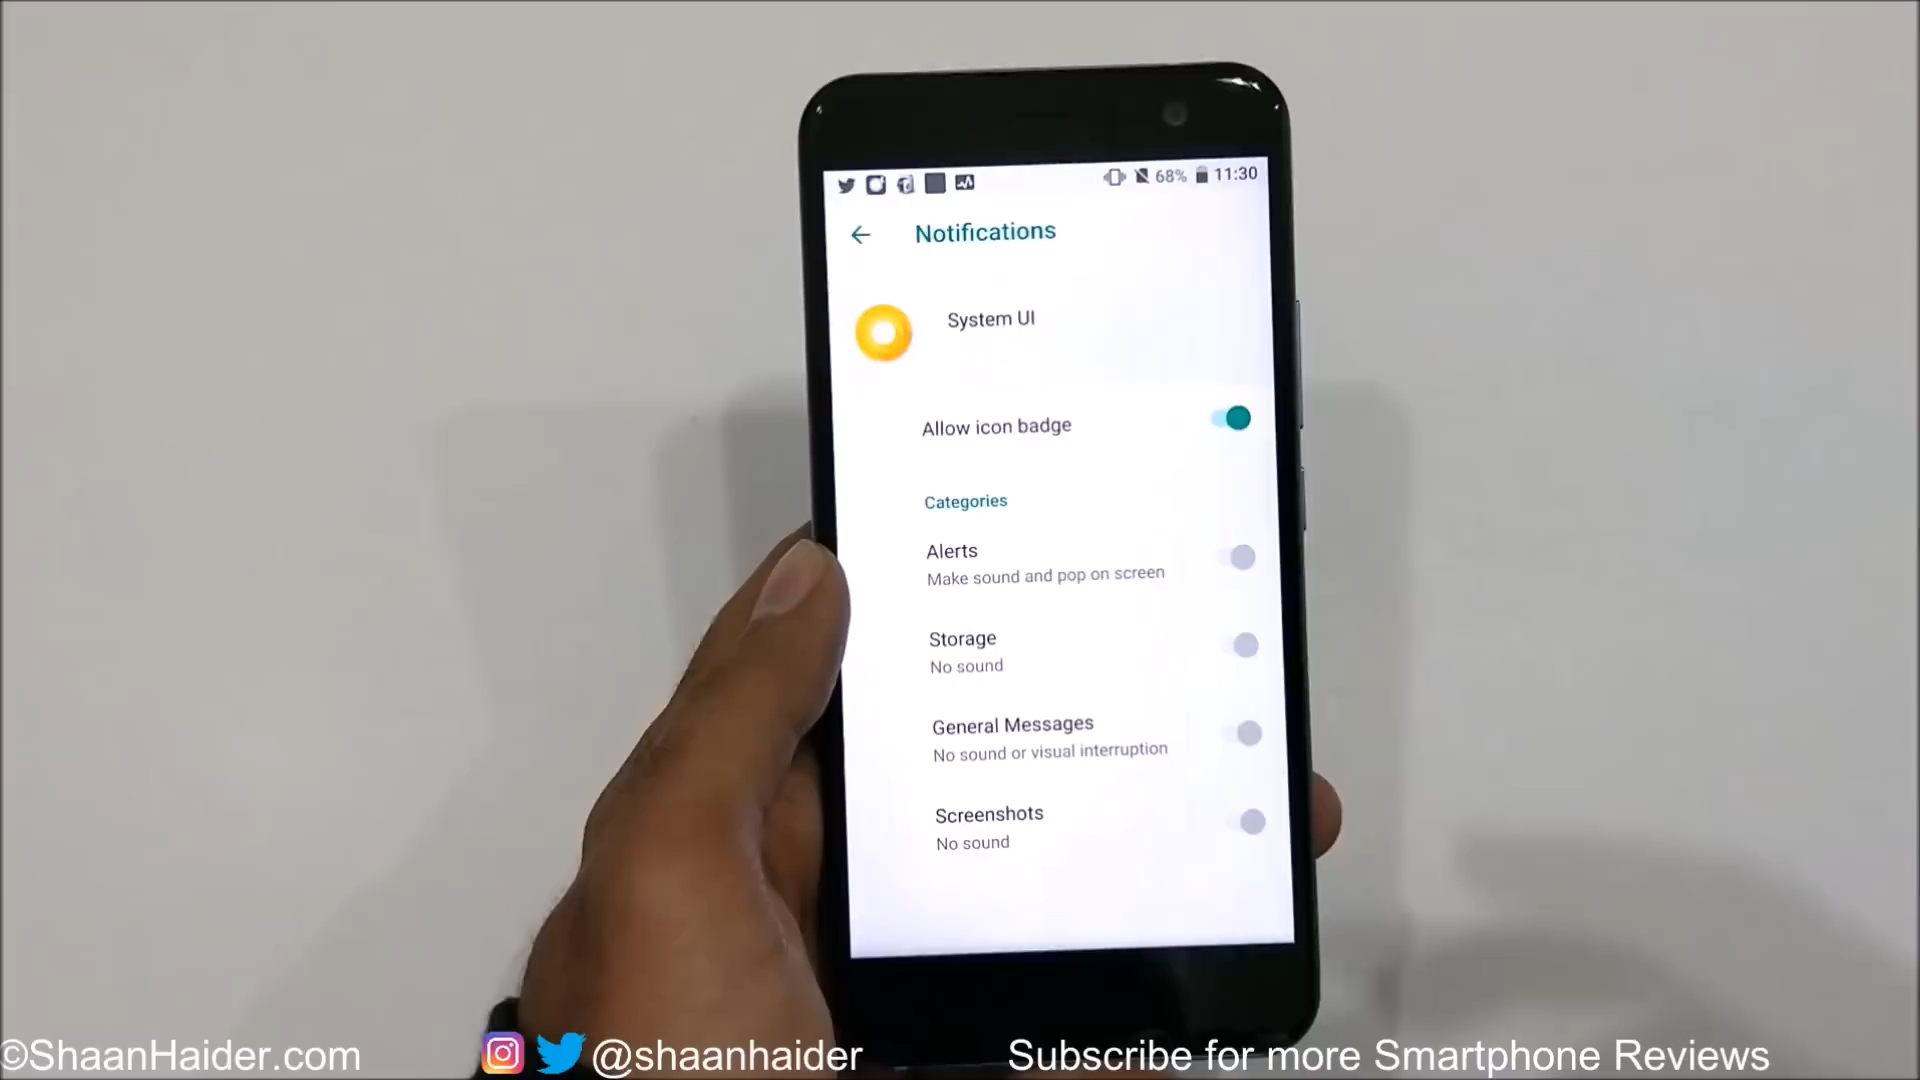 68% 11:30
Notifications
System UI
Allow icon badge
Categories
Alerts
Make sound and pop on screen
Storage
No sound
General Messages
No sound or visual interruption
Screenshots
No sound
©ShaanHaider.com @shaanhaider Subscribe for more Smartphone Reviews